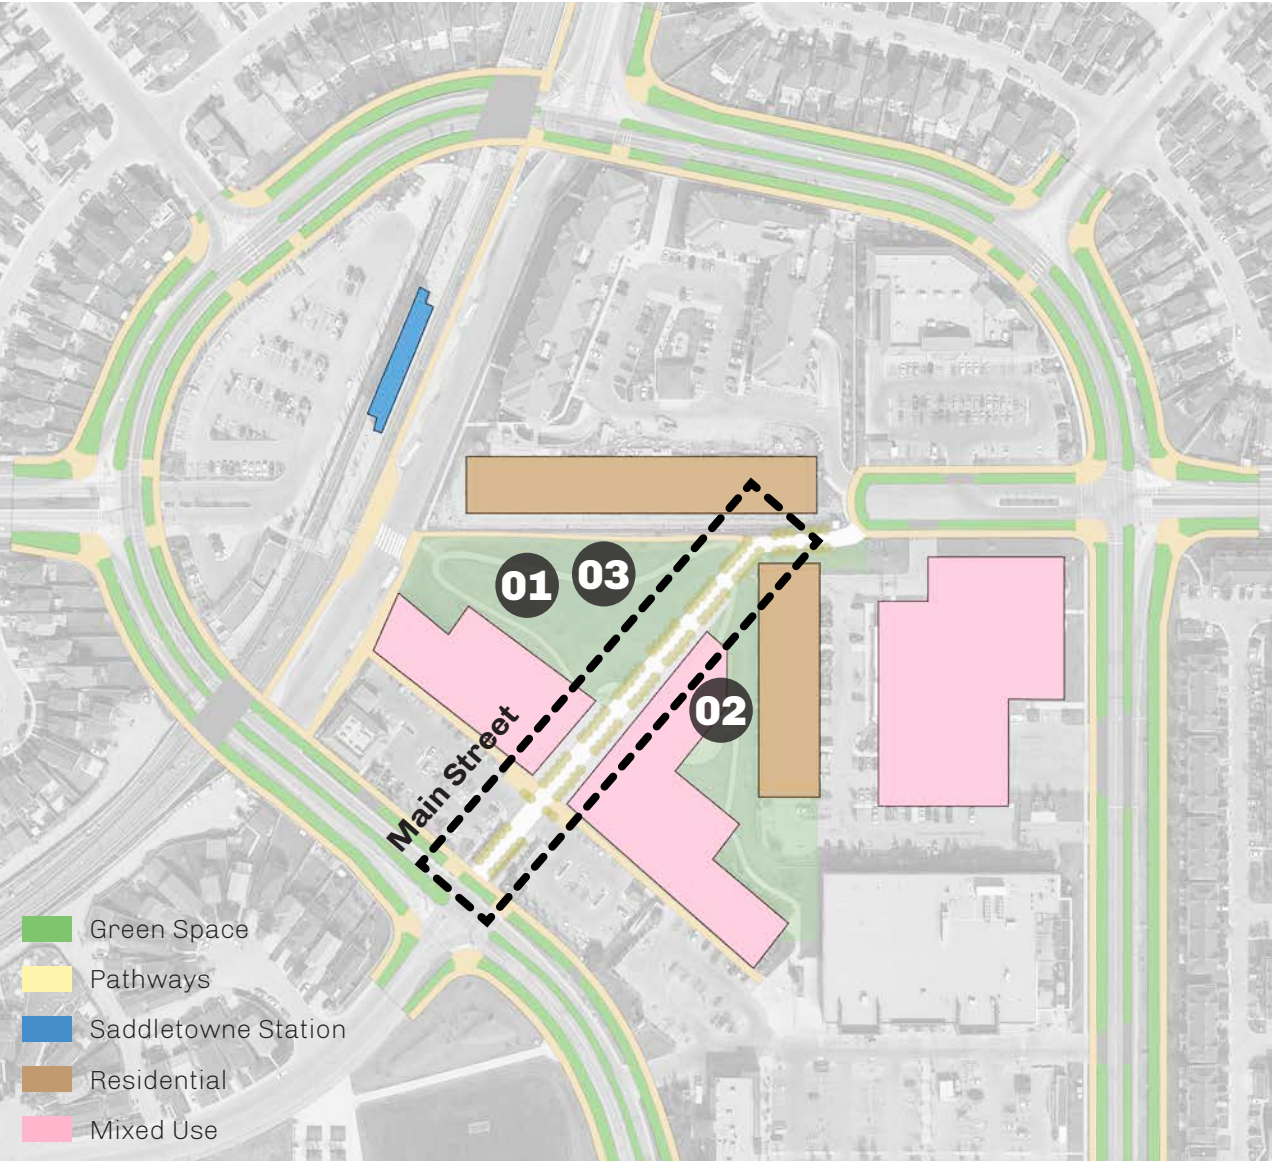 01
03
02
Main Street
Green Space
Pathways
Saddletowne Station
Residential
Mixed Use